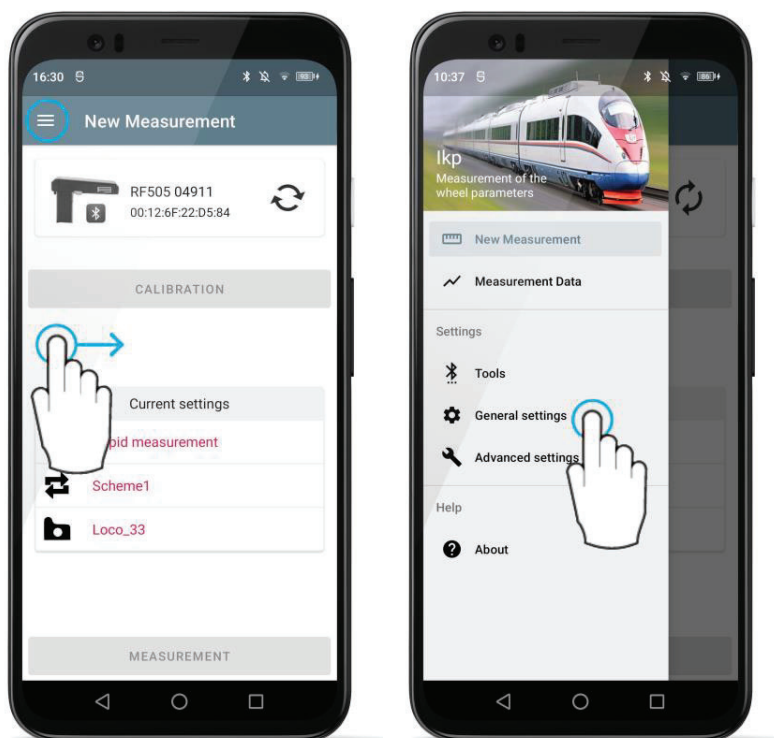 16:30
New Measurement
RF505 04911
00:12:6F:22:D5:84
CALIBRATION
Current settings
pid measurement
Scheme1
Loco_33
MEASUREMENT
10:37
Ikp
Measurement of the
wheel parameters
New Measurement
Measurement Data
Settings
Tools
General settings
Advanced settings
Help
About